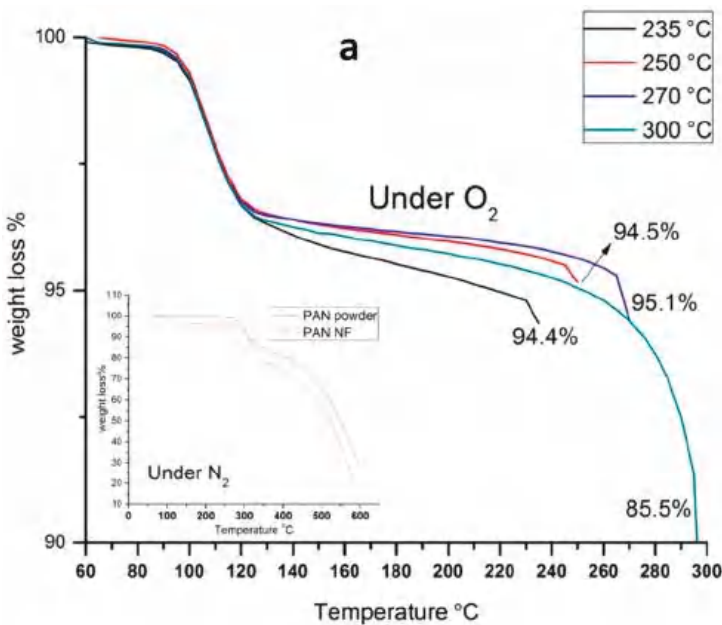 a
235 °C
250 °C
270 °C
300 °C
Under O2
94.5%
95.1%
94.4%
85.5%
weight loss %
100
95
90
60 80 100 120 140 160 180 200 220 240 260 280 300
Temperature °C
PAN powder
PAN NF
Under N2
weight loss%
110
100
90
80
70
60
50
40
30
20
10
0 100 200 300 400 500 600
Temperature °C